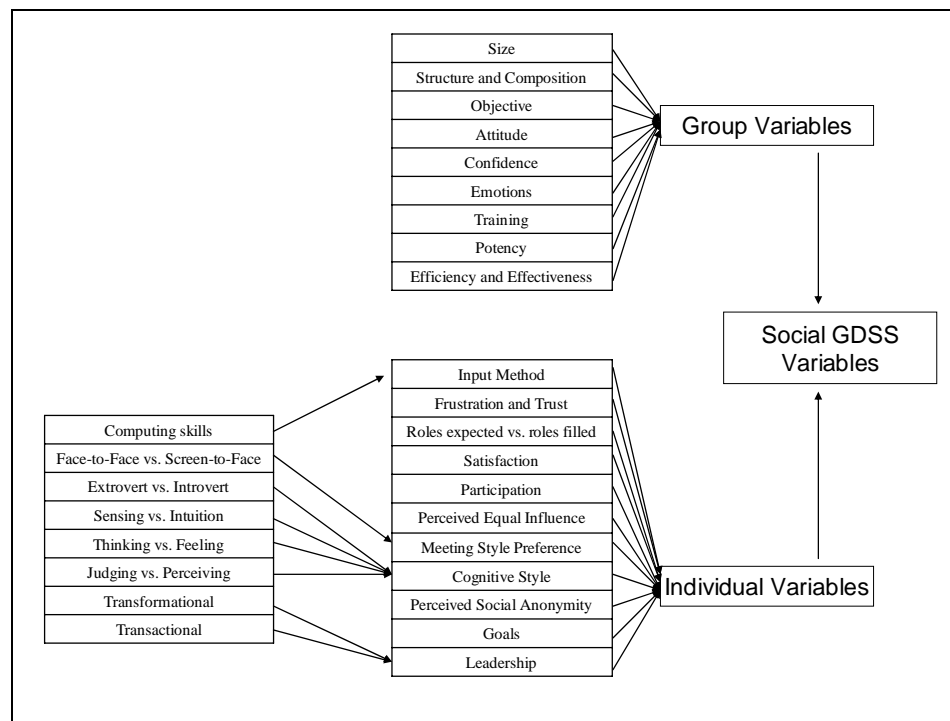 Size
Structure and Composition
Objective
Attitude
Confidence
Emotions
Training
Potency
Efficiency and Effectiveness
Group Variables
Social GDSS
Variables
Input Method
Frustration and Trust
Roles expected vs. roles filled
Satisfaction
Participation
Perceived Equal Influence
Meeting Style Preference
Cognitive Style
Perceived Social Anonymity
Goals
Leadership
Individual Variables
Computing skills
Face-to-Face vs. Screen-to-Face
Extrovert vs. Introvert
Sensing vs. Intuition
Thinking vs. Feeling
Judging vs. Perceiving
Transformational
Transactional